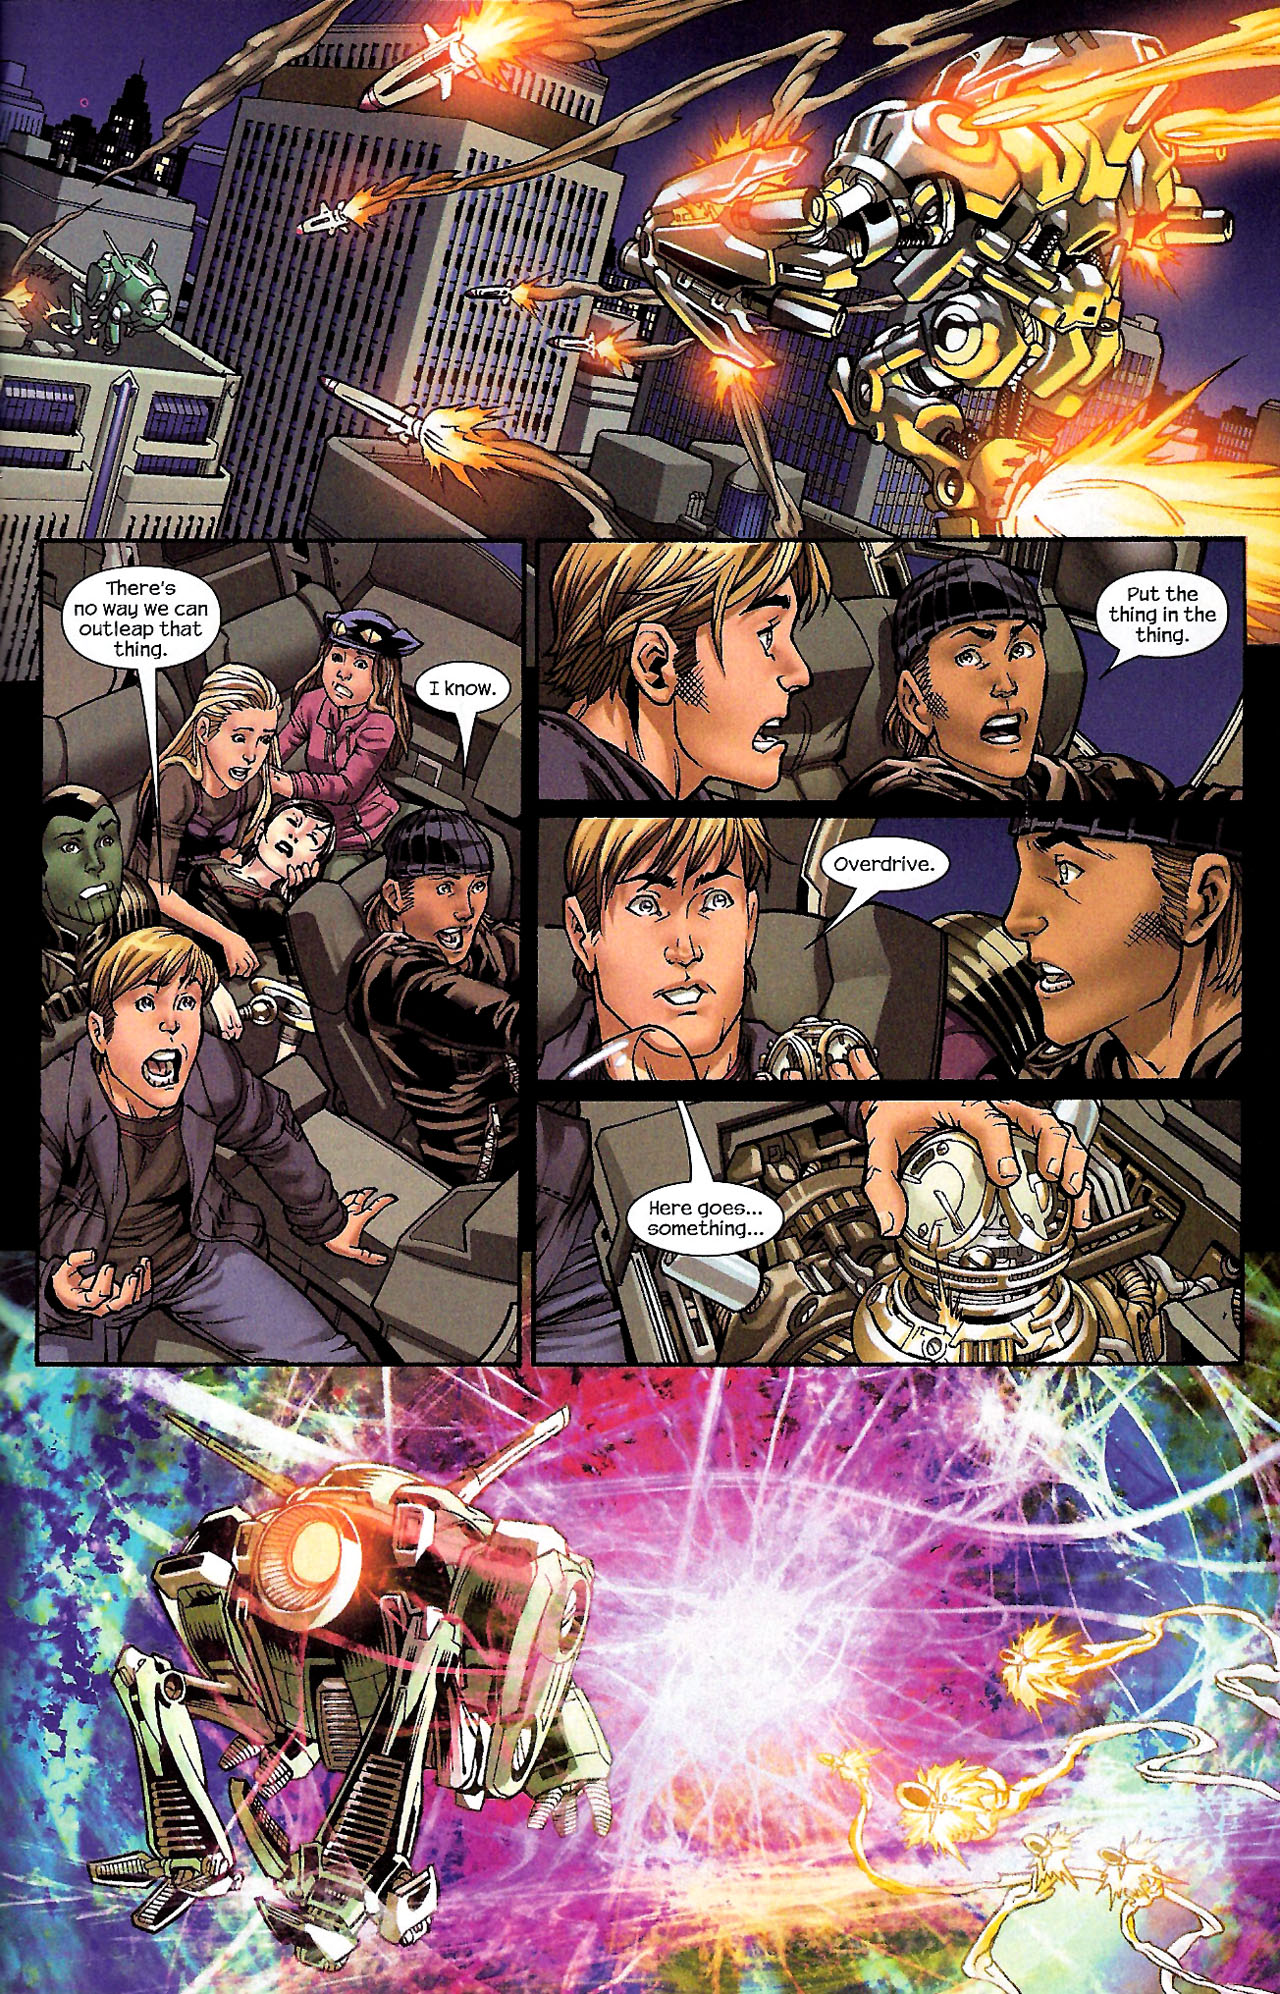 There's
no way we can
outleap that
thing.
I know.
Put the
thing in the
thing.
Overdrive.
Here goes...
something...